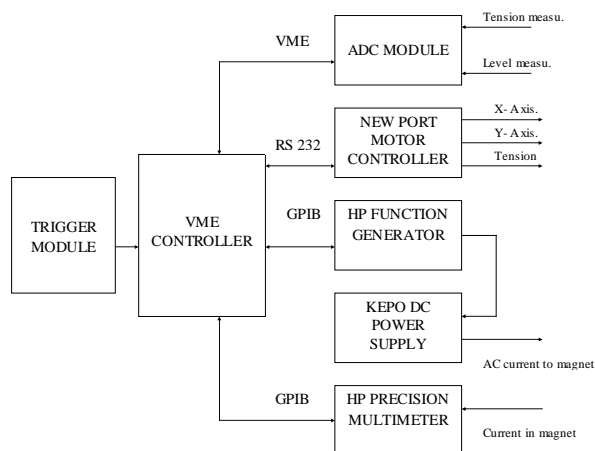 Tension measu.
VME
ADC MODULE
Level measu.
X- Axis.
NEW PORT
MOTOR
CONTROLLER
RS 232
Y- Axis.
Tension
TRIGGER
MODULE
VME
CONTROLLER
GPIB
HP FUNCTION
GENERATOR
KEPO DC
POWER
SUPPLY
AC current to magnet
GPIB
HP PRECISION
MULTIMETER
Current in magnet